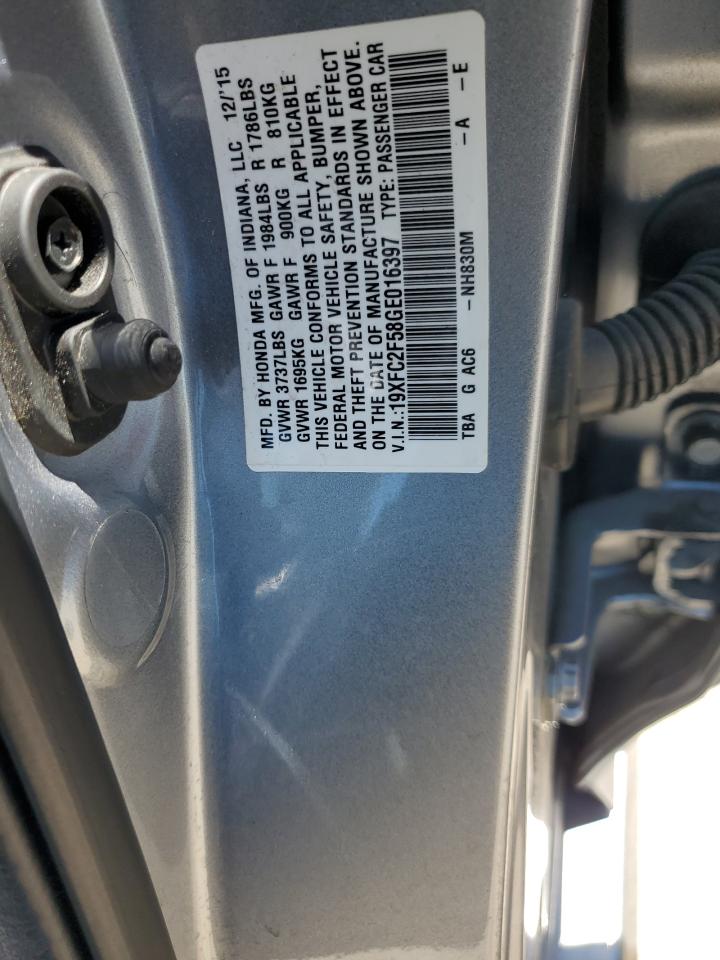 MFD. BY HONDA MFG. OF INDIANA, LLC 12/'15
GVWR 3737LBS GAWR F 1984LBS R 1786LBS
GVWR 1695KG GAWR F 900KG R 810KG
THIS VEHICLE CONFORMS TO ALL APPLICABLE
FEDERAL MOTOR VEHICLE SAFETY, BUMPER,
AND THEFT PREVENTION STANDARDS IN EFFECT
ON THE DATE OF MANUFACTURE SHOWN ABOVE.
V.I.N.:19XFC2F58GE016397 TYPE: PASSENGER CAR
TBA G AC6 -NH830M -A -E